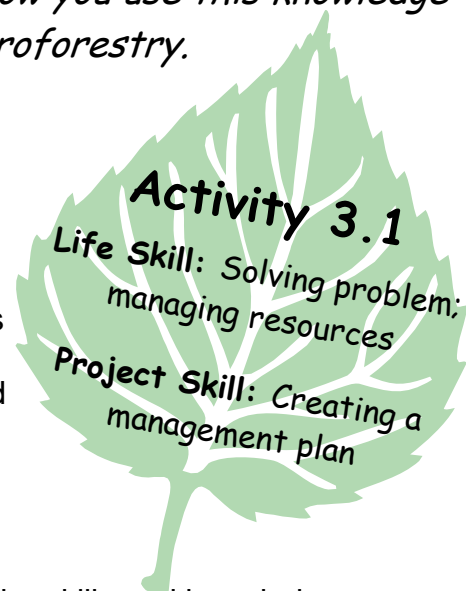 you use this knowledge
roforestry.
Activity 3.1
Life Skill: Solving problem;
managing resources
s
Project Skill: Creating a
d
management plan